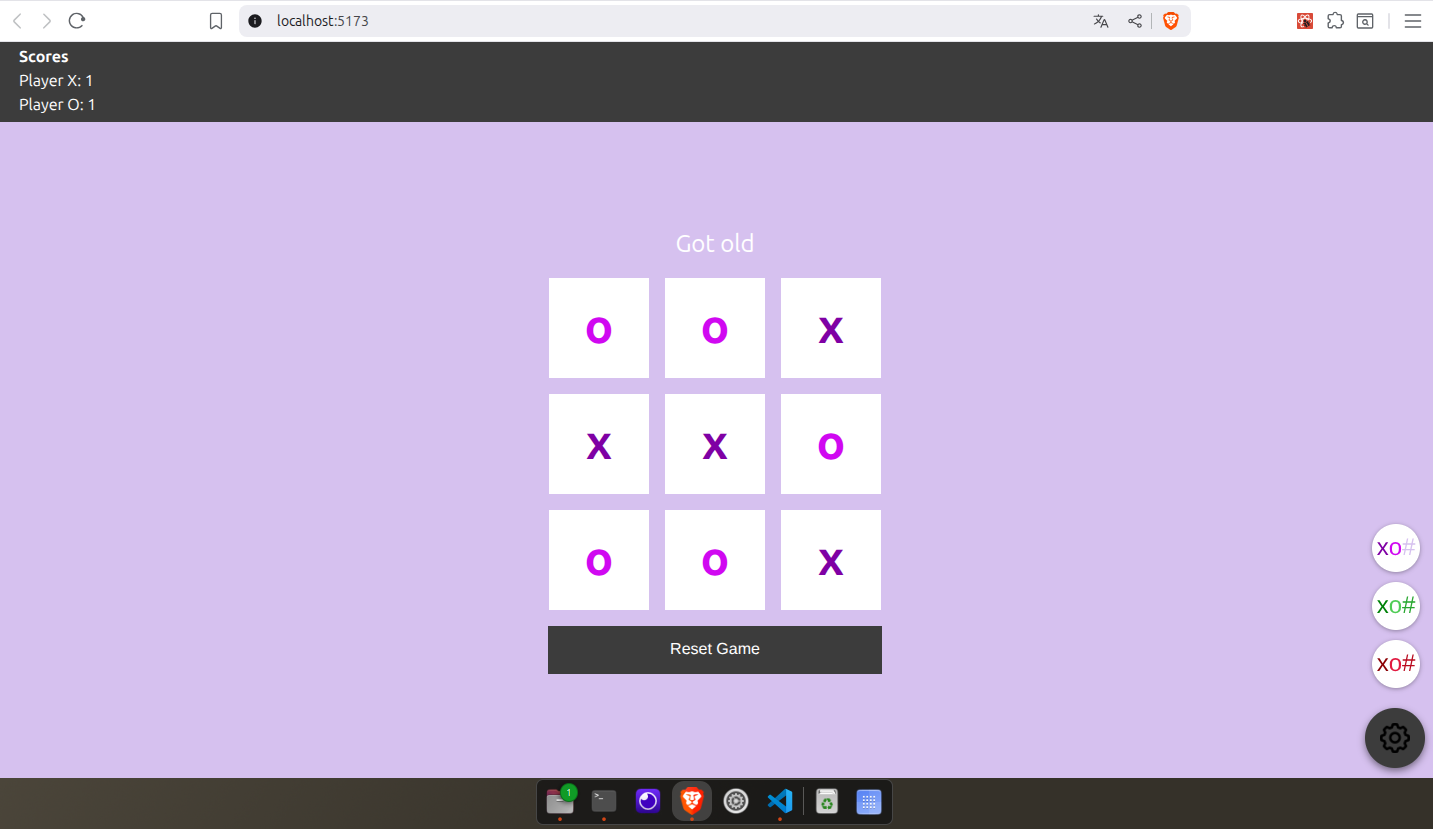 localhost:5173
Scores
Player X: 1
Player O: 1
Got old
o o x
x x o
o o x
Reset Game
xo#
xo#
xo#
1